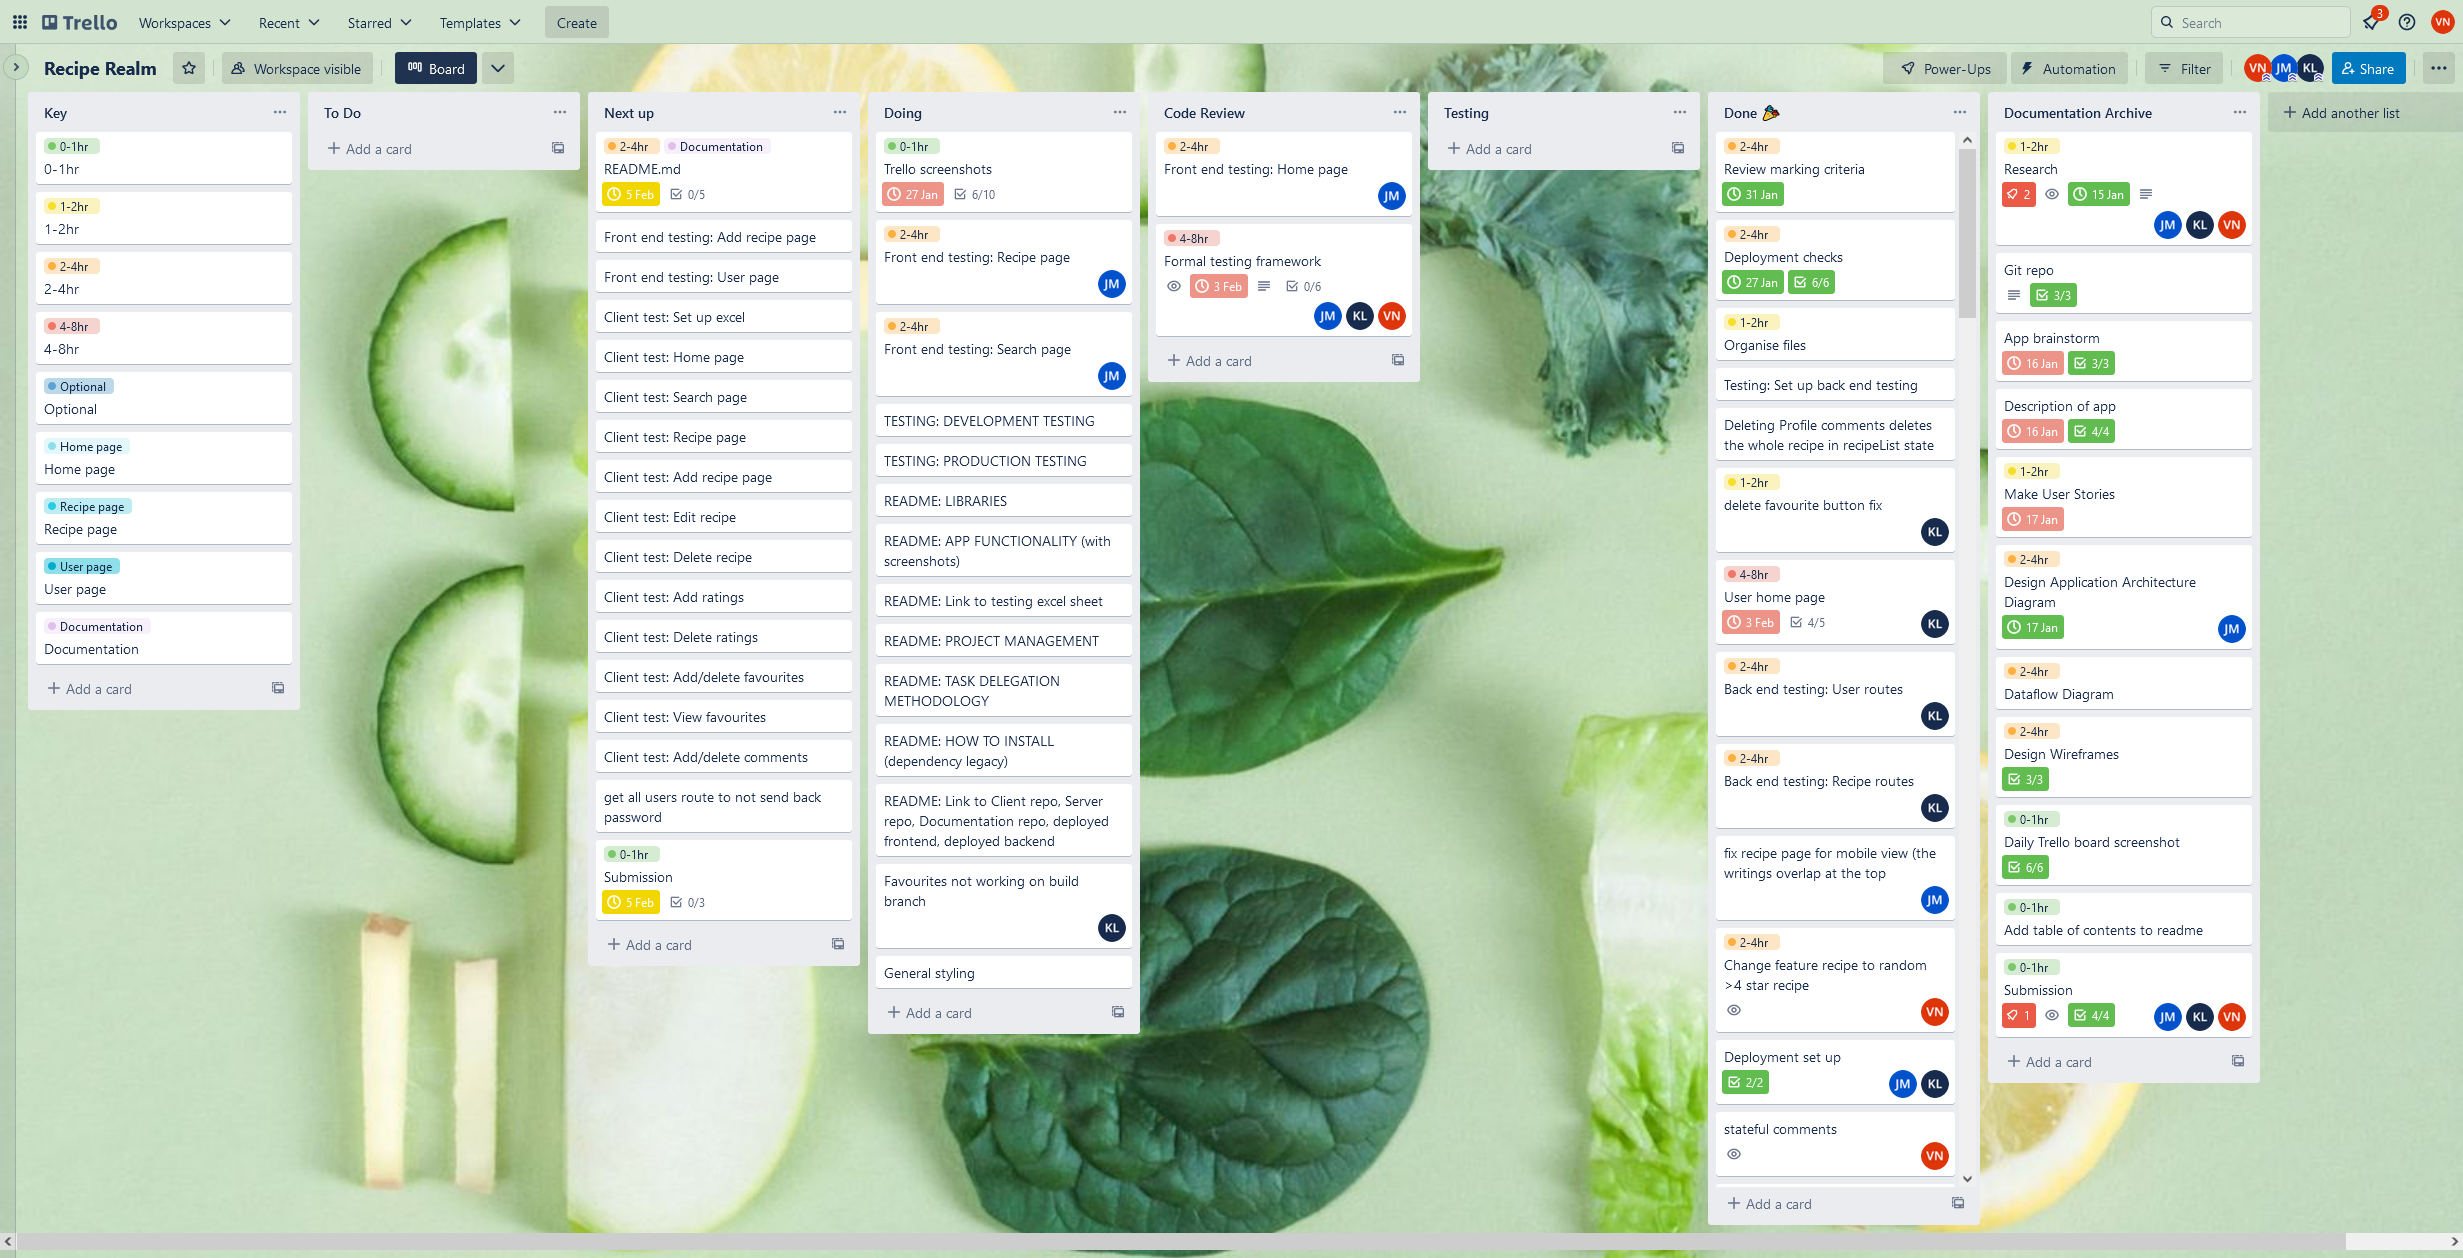 Trello
Workspaces
Recent
Starred
Templates
Create
Search
3
VN
Recipe Realm
Workspace visible
Board
Power-Ups
Automation
Filter
VN
JM
KL
Share
Key
0-1hr
0-1hr
1-2hr
1-2hr
2-4hr
2-4hr
4-8hr
4-8hr
Optional
Optional
Home page
Home page
Recipe page
Recipe page
User page
User page
Documentation
Documentation
Add a card
To Do
Add a card
Next up
2-4hr Documentation
README.md
5 Feb 0/5
Front end testing: Add recipe page
Front end testing: User page
Client test: Set up excel
Client test: Home page
Client test: Search page
Client test: Recipe page
Client test: Add recipe page
Client test: Edit recipe
Client test: Delete recipe
Client test: Add ratings
Client test: Delete ratings
Client test: Add/delete favourites
Client test: View favourites
Client test: Add/delete comments
get all users route to not send back
password
0-1hr
Submission
5 Feb 0/3
Add a card
Doing
0-1hr
Trello screenshots
27 Jan 6/10
2-4hr
Front end testing: Recipe page
JM
2-4hr
Front end testing: Search page
JM
TESTING: DEVELOPMENT TESTING
TESTING: PRODUCTION TESTING
README: LIBRARIES
README: APP FUNCTIONALITY (with
screenshots)
README: Link to testing excel sheet
README: PROJECT MANAGEMENT
README: TASK DELEGATION
METHODOLOGY
README: HOW TO INSTALL
(dependency legacy)
README: Link to Client repo, Server
repo, Documentation repo, deployed
frontend, deployed backend
Favourites not working on build
branch
KL
General styling
Add a card
Code Review
2-4hr
Front end testing: Home page
JM
4-8hr
Formal testing framework
3 Feb 0/6
JM KL VN
Add a card
Testing
Add a card
Done
2-4hr
Review marking criteria
31 Jan
2-4hr
Deployment checks
27 Jan 6/6
1-2hr
Organise files
Testing: Set up back end testing
Deleting Profile comments deletes
the whole recipe in recipeList state
1-2hr
delete favourite button fix
KL
4-8hr
User home page
3 Feb 4/5
KL
2-4hr
Back end testing: User routes
KL
2-4hr
Back end testing: Recipe routes
KL
fix recipe page for mobile view (the
writings overlap at the top
JM
2-4hr
Change feature recipe to random
>4 star recipe
VN
Deployment set up
2/2
JM KL
stateful comments
VN
Add a card
Documentation Archive
1-2hr
Research
2 15 Jan
JM KL VN
Git repo
3/3
App brainstorm
16 Jan 3/3
Description of app
16 Jan 4/4
1-2hr
Make User Stories
17 Jan
2-4hr
Design Application Architecture
Diagram
17 Jan
JM
2-4hr
Dataflow Diagram
2-4hr
Design Wireframes
3/3
0-1hr
Daily Trello board screenshot
6/6
0-1hr
Add table of contents to readme
0-1hr
Submission
1 4/4
JM KL VN
Add a card
Add another list